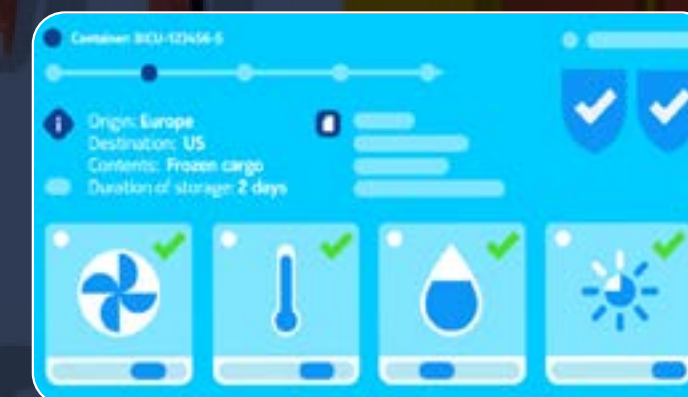 Container: BICU-123456-5
Origin: Europe
Destination: US
Contents: Frozen cargo
Duration of storage: 2 days